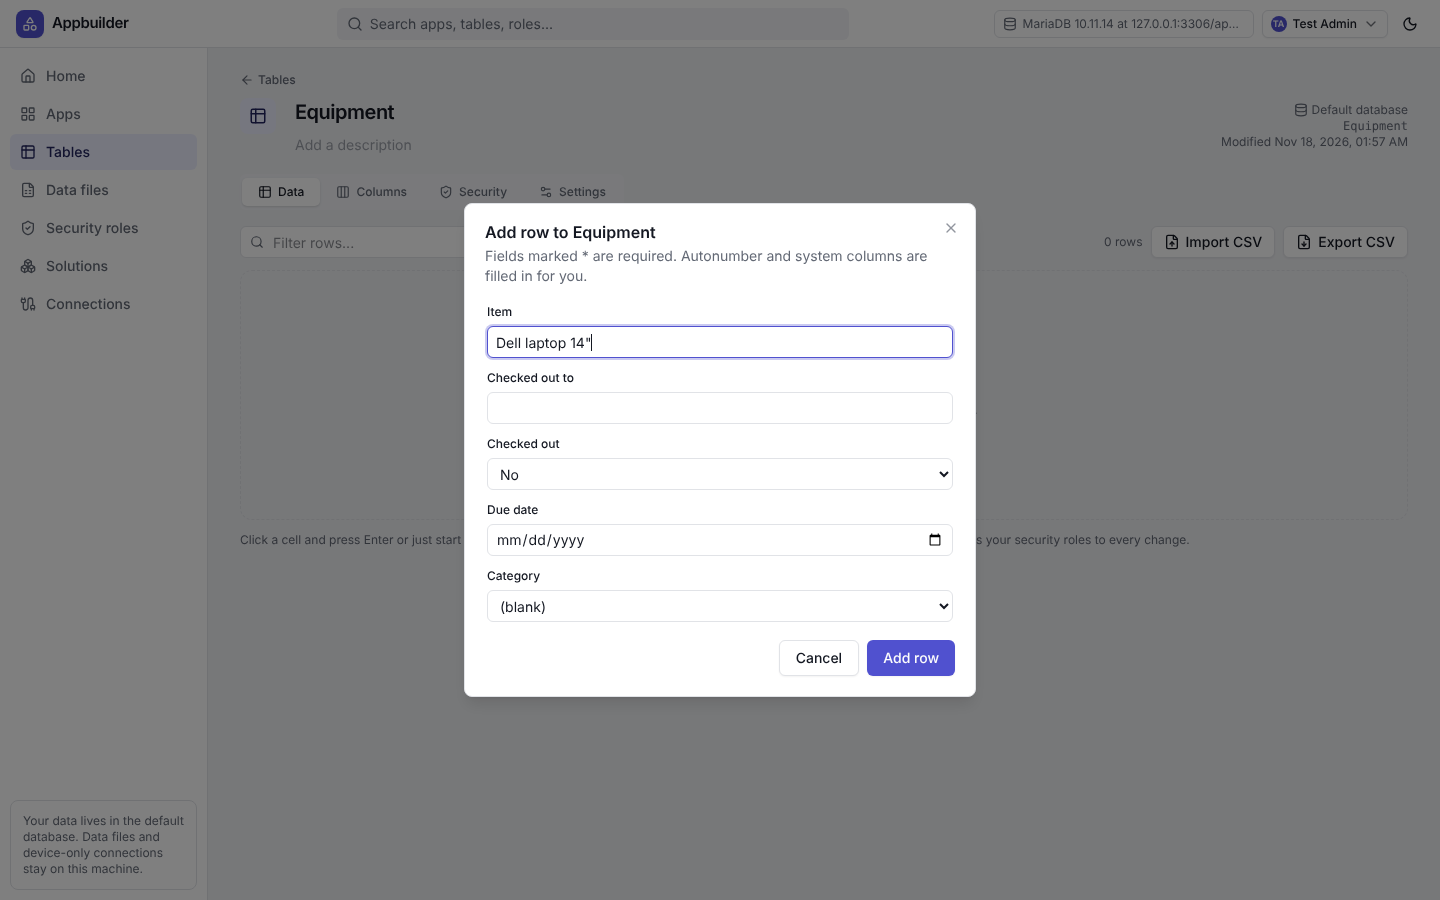 Appbuilder
Search apps, tables, roles...
MariaDB 10.11.14 at 127.0.0.1:3306/ap...
TA Test Admin
Home
Apps
Tables
Data files
Security roles
Solutions
Connections
Your data lives in the default
database. Data files and
device-only connections
stay on this machine.
Tables
Equipment
Add a description
Default database
Equipment
Modified Nov 18, 2026, 01:57 AM
Data
Columns
Security
Settings
Filter rows...
0 rows
Import CSV
Export CSV
Click a cell and press Enter or just start
s your security roles to every change.
Add row to Equipment
Fields marked * are required. Autonumber and system columns are
filled in for you.
Item
Dell laptop 14"
Checked out to
Checked out
No
Due date
mm/dd/yyyy
Category
(blank)
Cancel
Add row